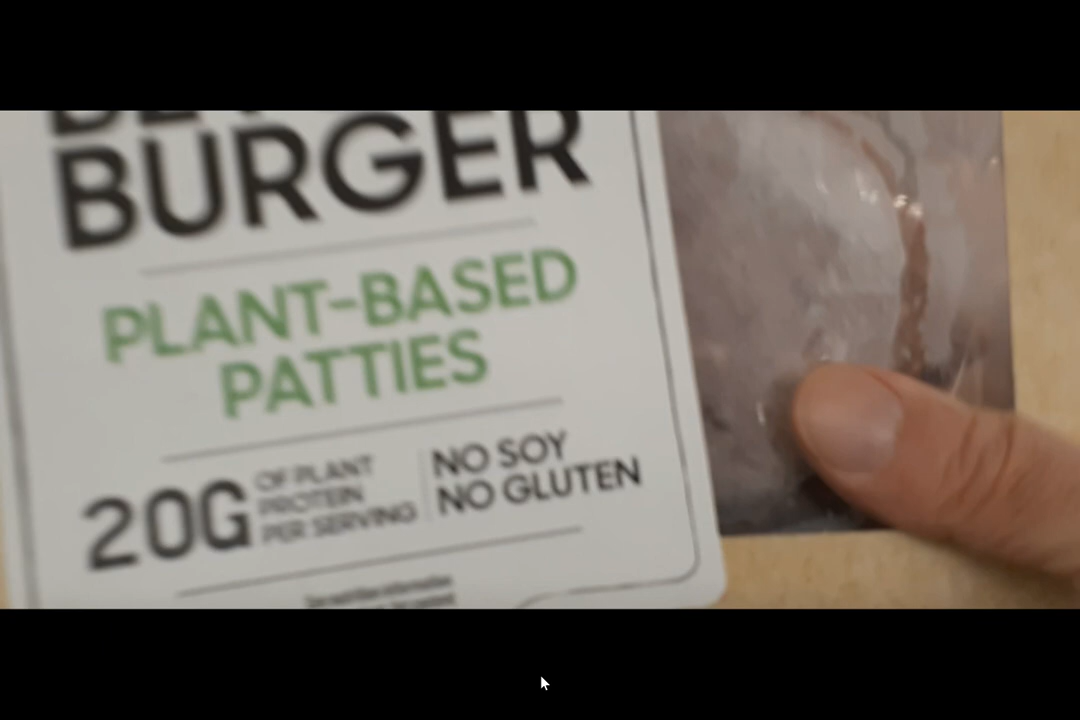 BURGER
PLANT-BASED
PATTIES
20G
OF PLANT
PROTEIN
PER SERVING
NO SOY
NO GLUTEN